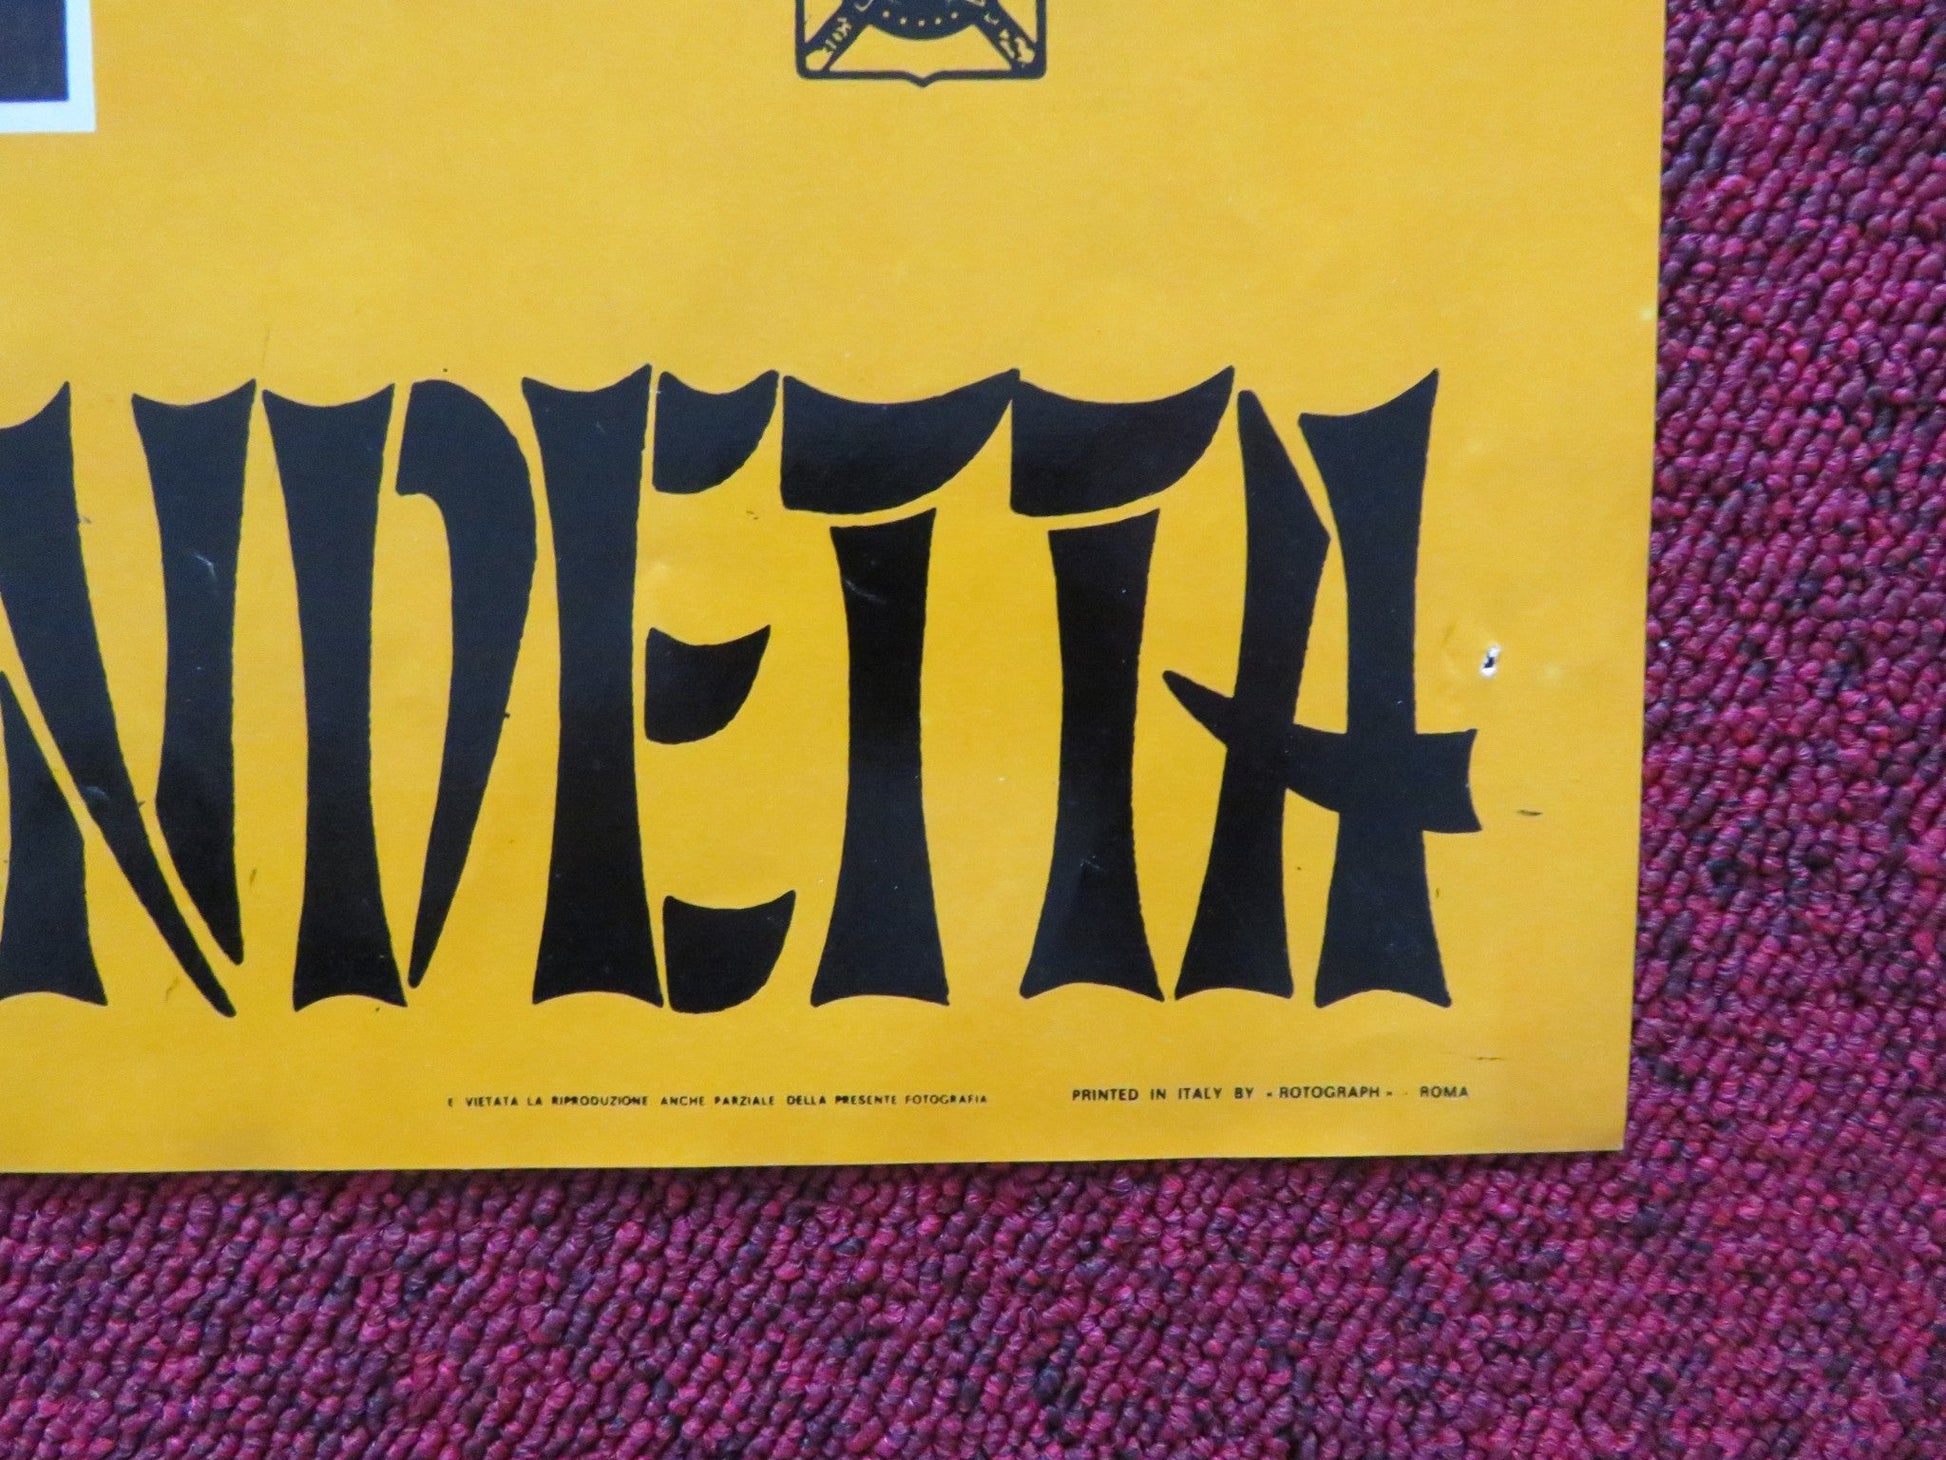 NDETTA
E VIETATA LA RIPRODUZIONE ANCHE PARZIALE DELLA PRESENTE FOTOGRAFIA
PRINTED IN ITALY BY « ROTOGRAPH » - ROMA